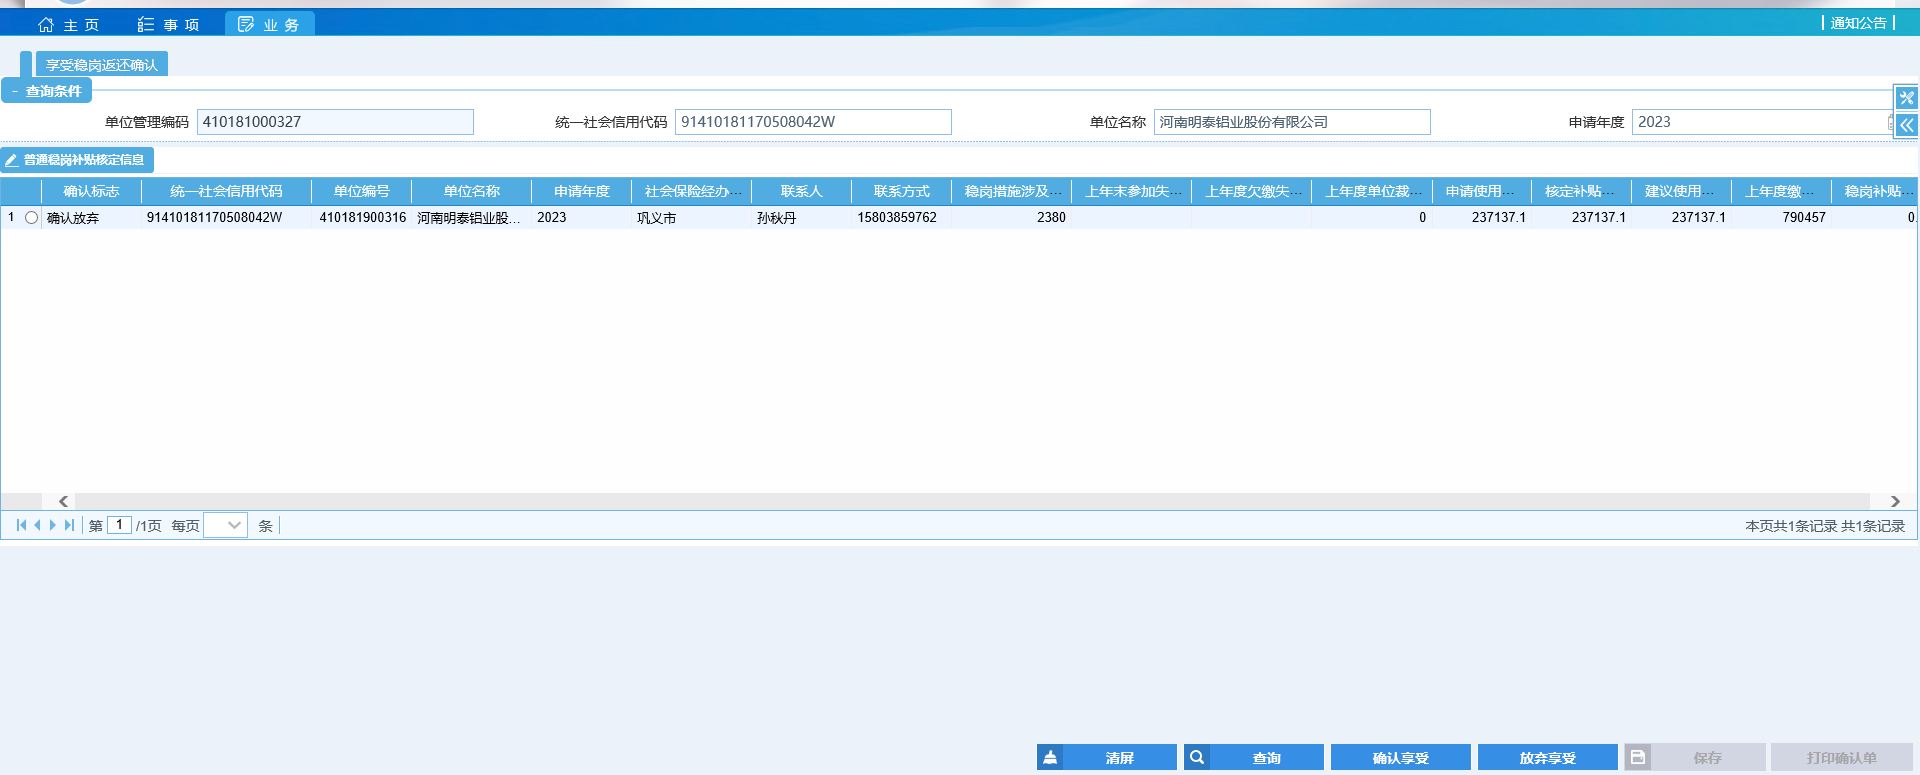 主 页 事 项 业 务 通知公告
享受稳岗返还确认
- 查询条件
单位管理编码 410181000327 统一社会信用代码 91410181170508042W 单位名称 河南明泰铝业股份有限公司 申请年度 2023
普通稳岗补贴核定信息
确认标志 统一社会信用代码 单位编号 单位名称 申请年度 社会保险经办... 联系人 联系方式 稳岗措施涉及... 上年末参加失... 上年度欠缴失... 上年度单位裁... 申请使用... 核定补贴... 建议使用... 上年度缴... 稳岗补贴...
1 确认放弃 91410181170508042W 410181900316 河南明泰铝业股... 2023 巩义市 孙秋丹 15803859762 2380 0 237137.1 237137.1 237137.1 790457 0.
第 1 /1页 每页 条 本页共1条记录 共1条记录
清屏 查询 确认享受 放弃享受 保存 打印确认单